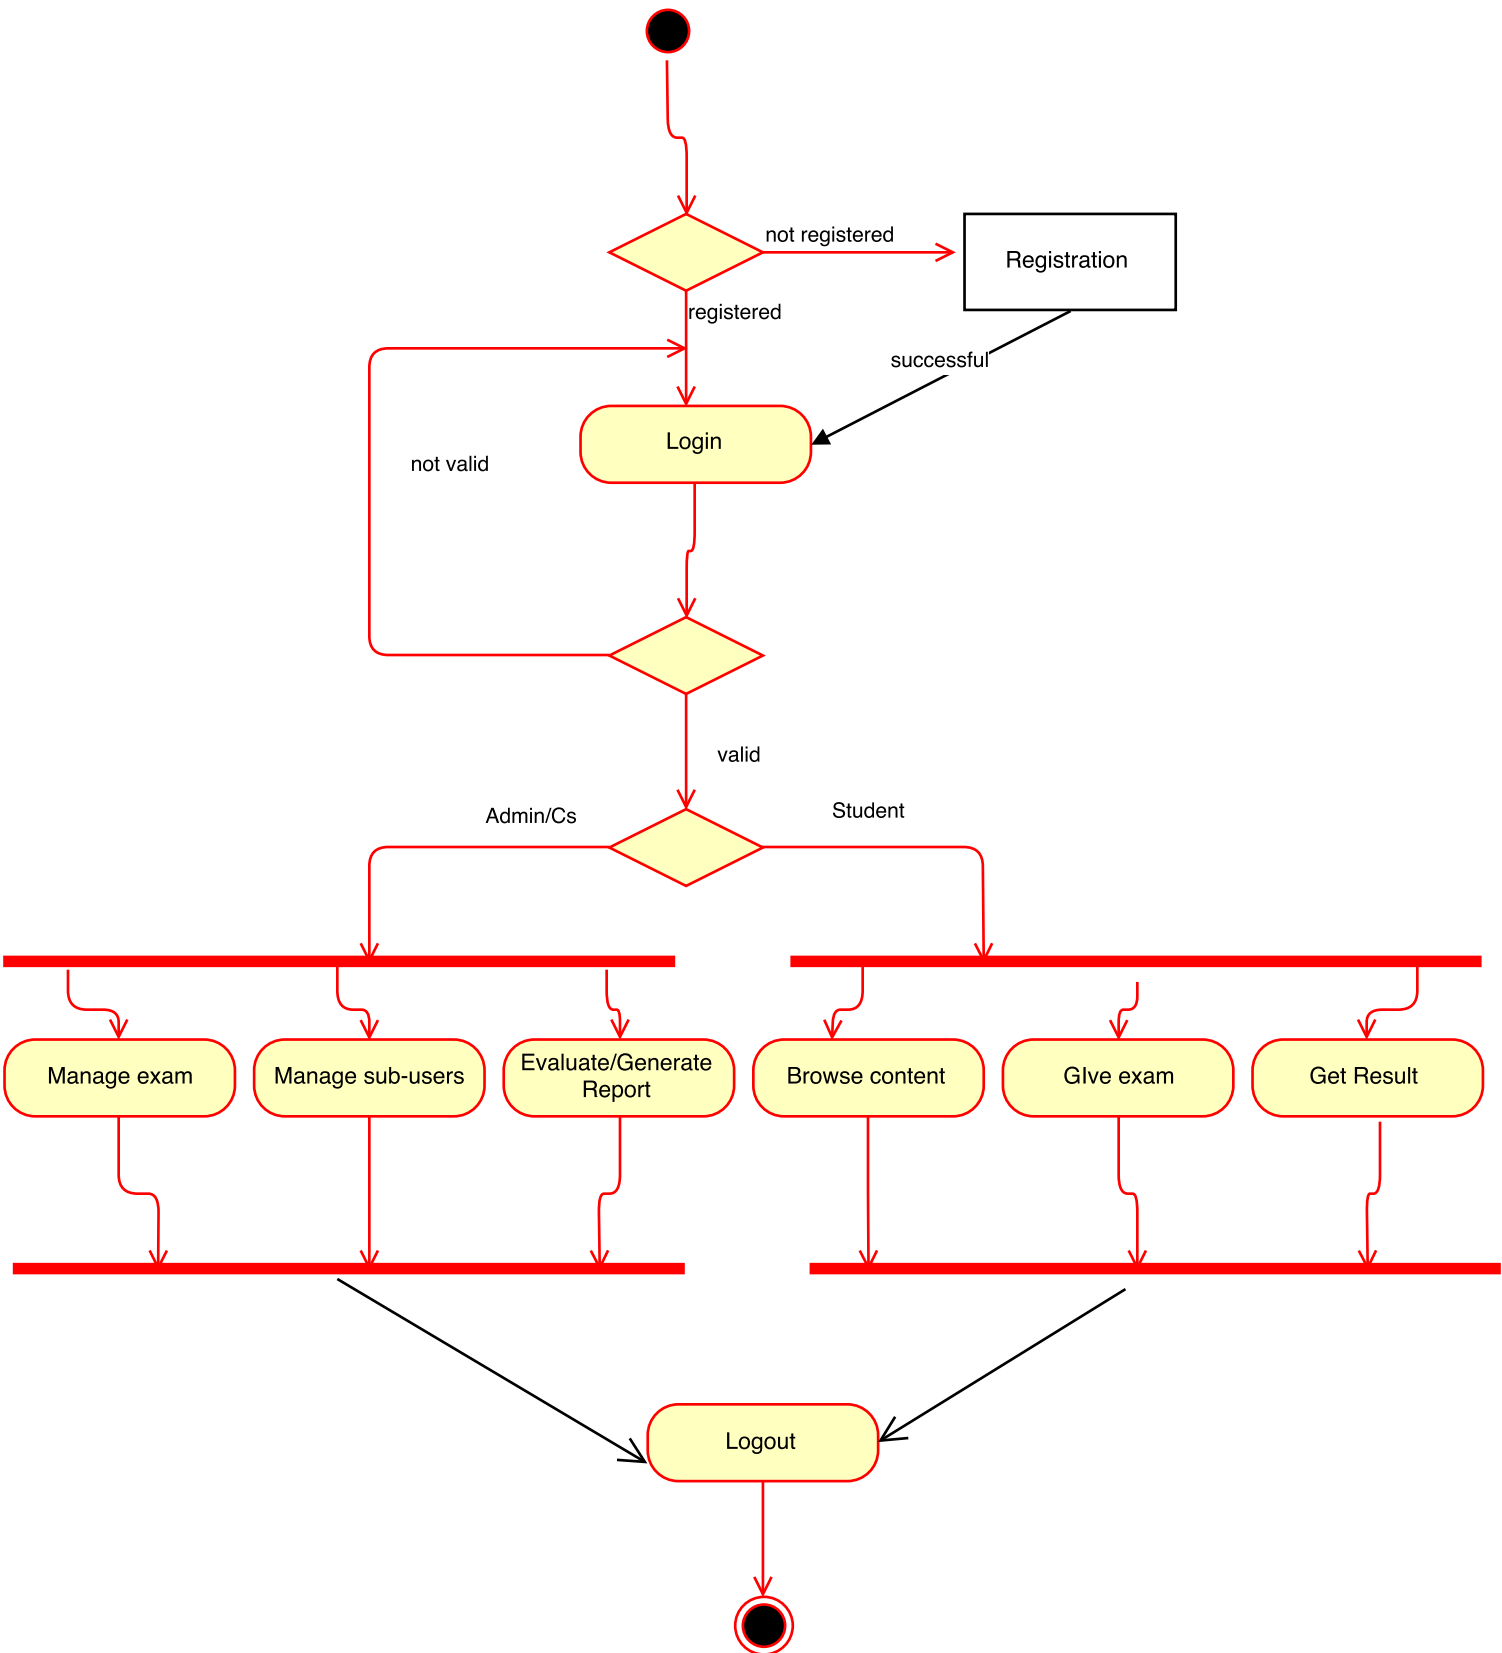 not registered
Registration
registered
successful
Login
not valid
valid
Admin/Cs
Student
Manage exam
Manage sub-users
Evaluate/Generate
Report
Browse content
GIve exam
Get Result
Logout